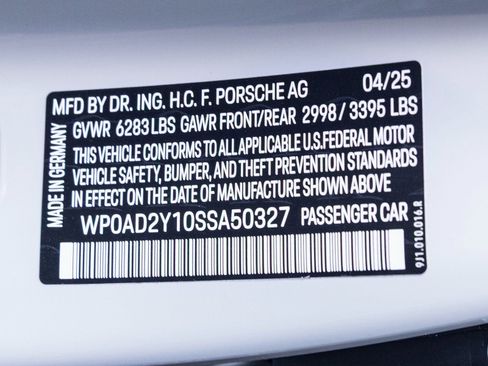 MFD BY DR. ING. H.C. F. PORSCHE AG 04/25
GVWR 6283 LBS GAWR FRONT/REAR 2998 / 3395 LBS
THIS VEHICLE CONFORMS TO ALL APPLICABLE U.S.FEDERAL MOTOR
VEHICLE SAFETY, BUMPER, AND THEFT PREVENTION STANDARDS
IN EFFECT ON THE DATE OF MANUFACTURE SHOWN ABOVE
WP0AD2Y10SSA50327 PASSENGER CAR
MADE IN GERMANY
9J1.010.016.R